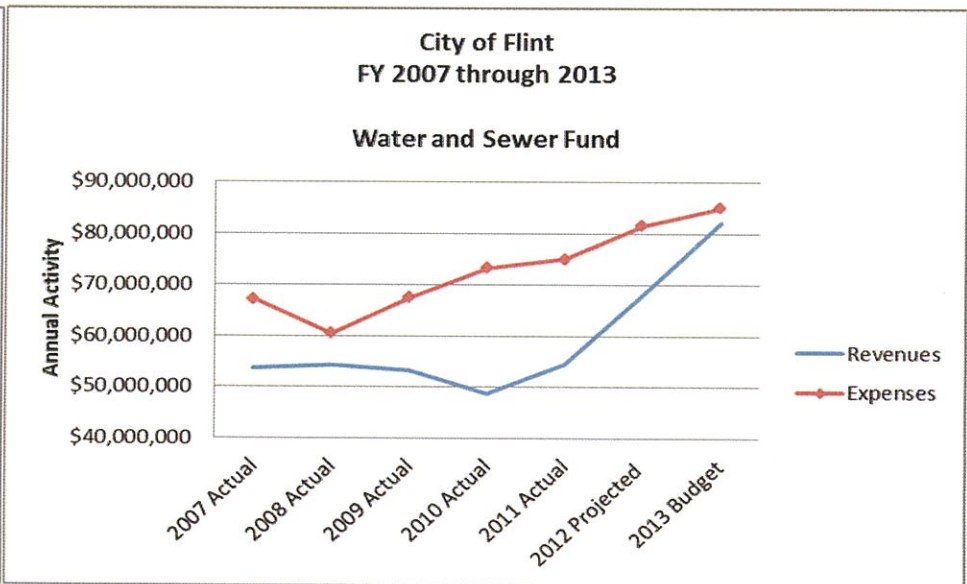 City of Flint
FY 2007 through 2013
Water and Sewer Fund
Annual Activity
$90,000,000
$80,000,000
$70,000,000
$60,000,000
$50,000,000
$40,000,000
2007 Actual
2008 Actual
2009 Actual
2010 Actual
2011 Actual
2012 Projected
2013 Budget
Revenues
Expenses